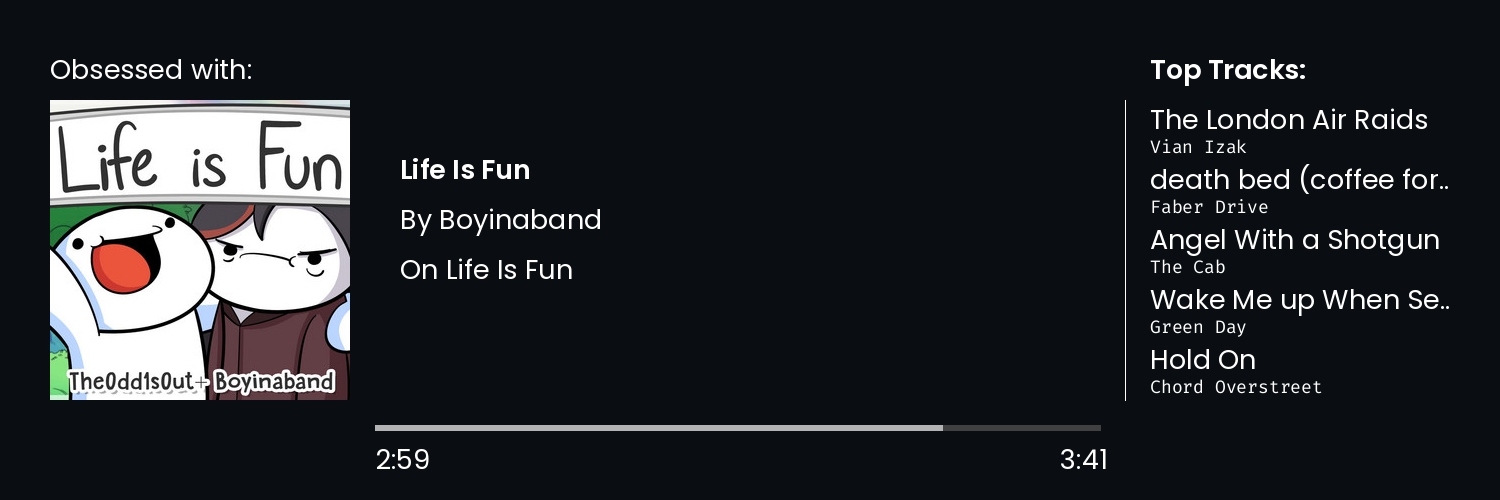 Obsessed with:
Life is Fun
TheOdd1sOut+ Boyinaband
Life Is Fun
By Boyinaband
On Life Is Fun
2:59
3:41
Top Tracks:
The London Air Raids
Vian Izak
death bed (coffee for..
Faber Drive
Angel With a Shotgun
The Cab
Wake Me up When Se..
Green Day
Hold On
Chord Overstreet